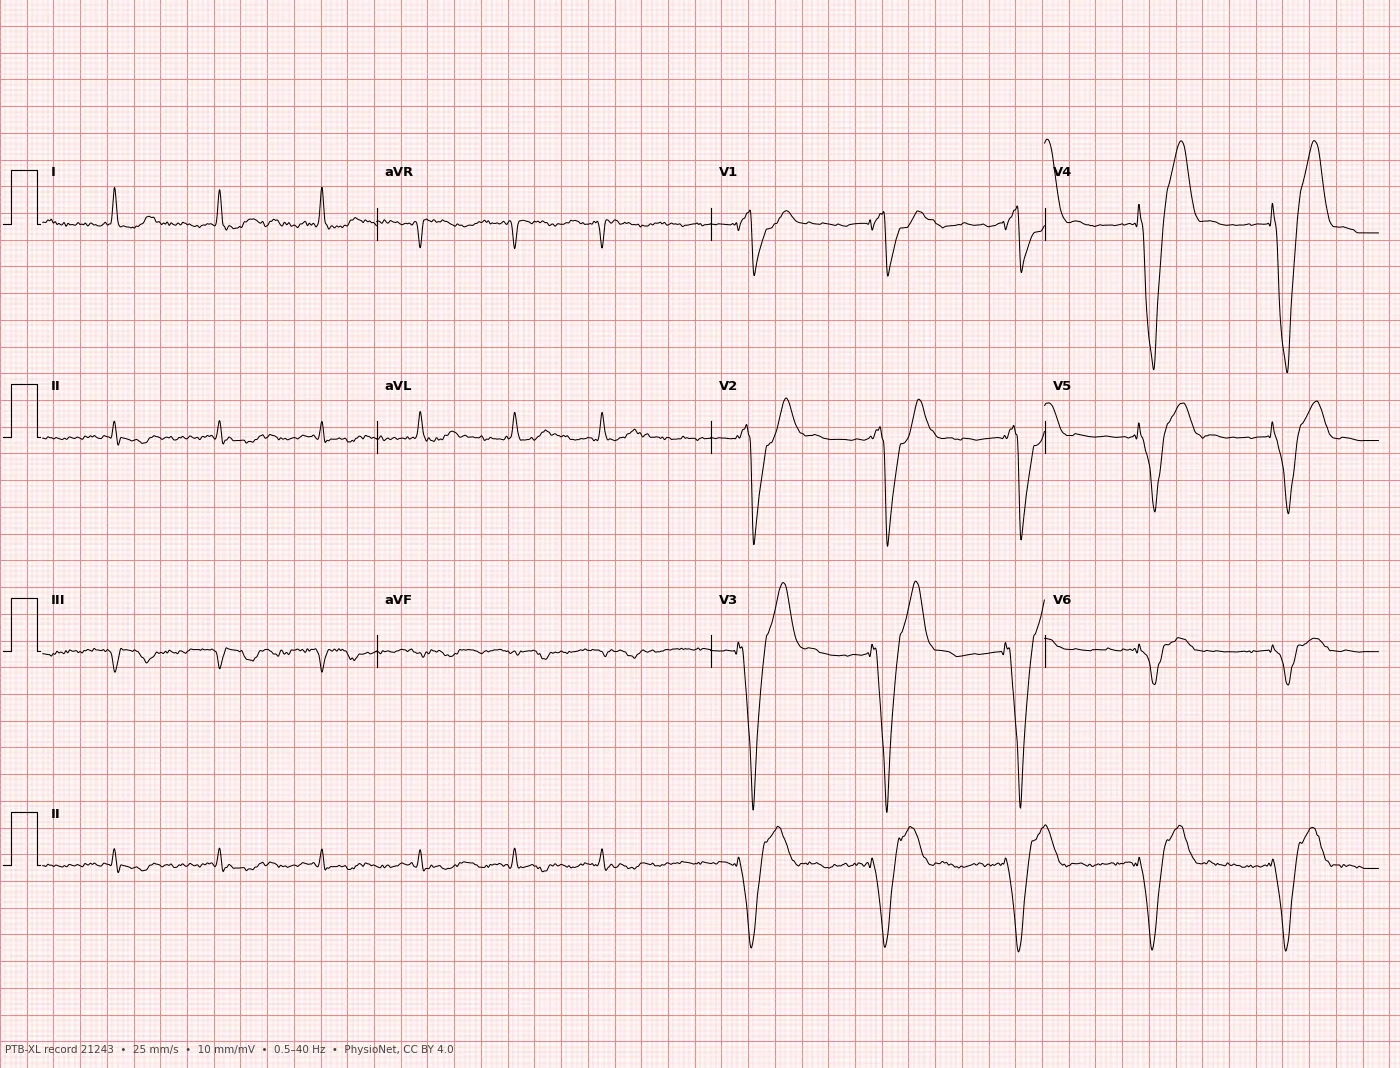 I aVR V1 V4
II aVL V2 V5
III aVF V3 V6
II
PTB-XL record 21243 • 25 mm/s • 10 mm/mV • 0.5–40 Hz • PhysioNet, CC BY 4.0